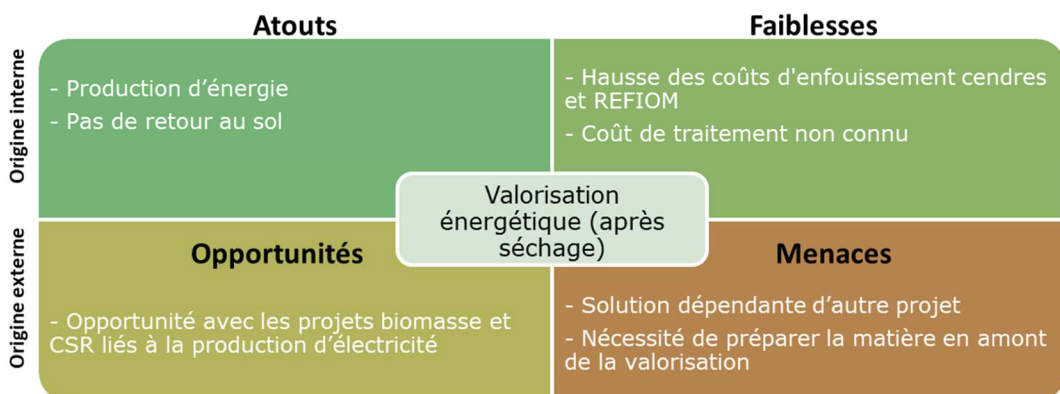 Atouts
Faiblesses
Origine interne
- Production d’énergie
- Pas de retour au sol
- Hausse des coûts d'enfouissement cendres
et REFIOM
- Coût de traitement non connu
Valorisation
énergétique (après
séchage)
Origine externe
Opportunités
Menaces
- Opportunité avec les projets biomasse et
CSR liés à la production d’électricité
- Solution dépendante d’autre projet
- Nécessité de préparer la matière en amont
de la valorisation